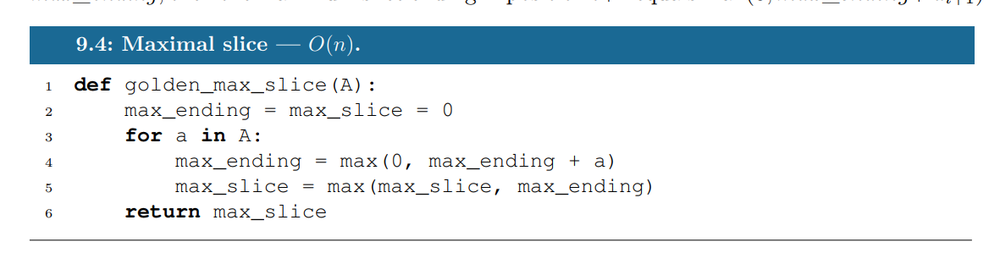 9.4: Maximal slice — O(n).
1 def golden_max_slice(A):
2 max_ending = max_slice = 0
3 for a in A:
4 max_ending = max(0, max_ending + a)
5 max_slice = max(max_slice, max_ending)
6 return max_slice